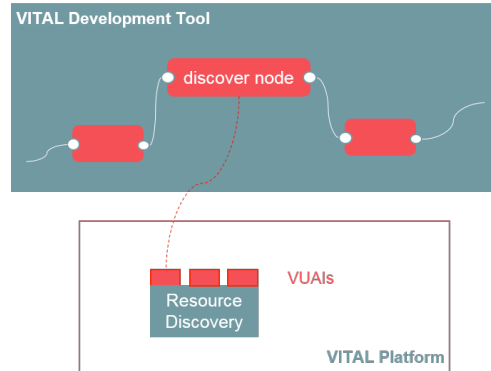 VITAL Development Tool
discover node
VUAIs
Resource
Discovery
VITAL Platform